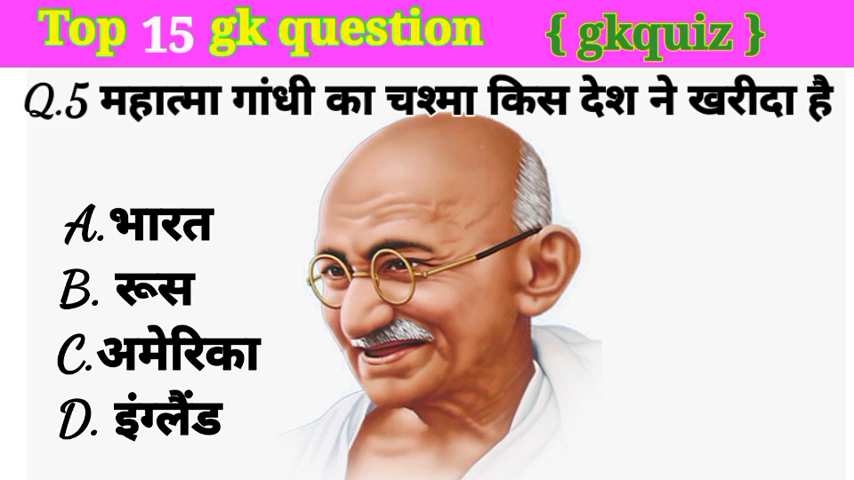 Top 15 gk question { gkquiz }
Q.5 महात्मा गांधी का चश्मा किस देश ने खरीदा है
A.भारत
B. रूस
C.अमेरिका
D. इंग्लैंड